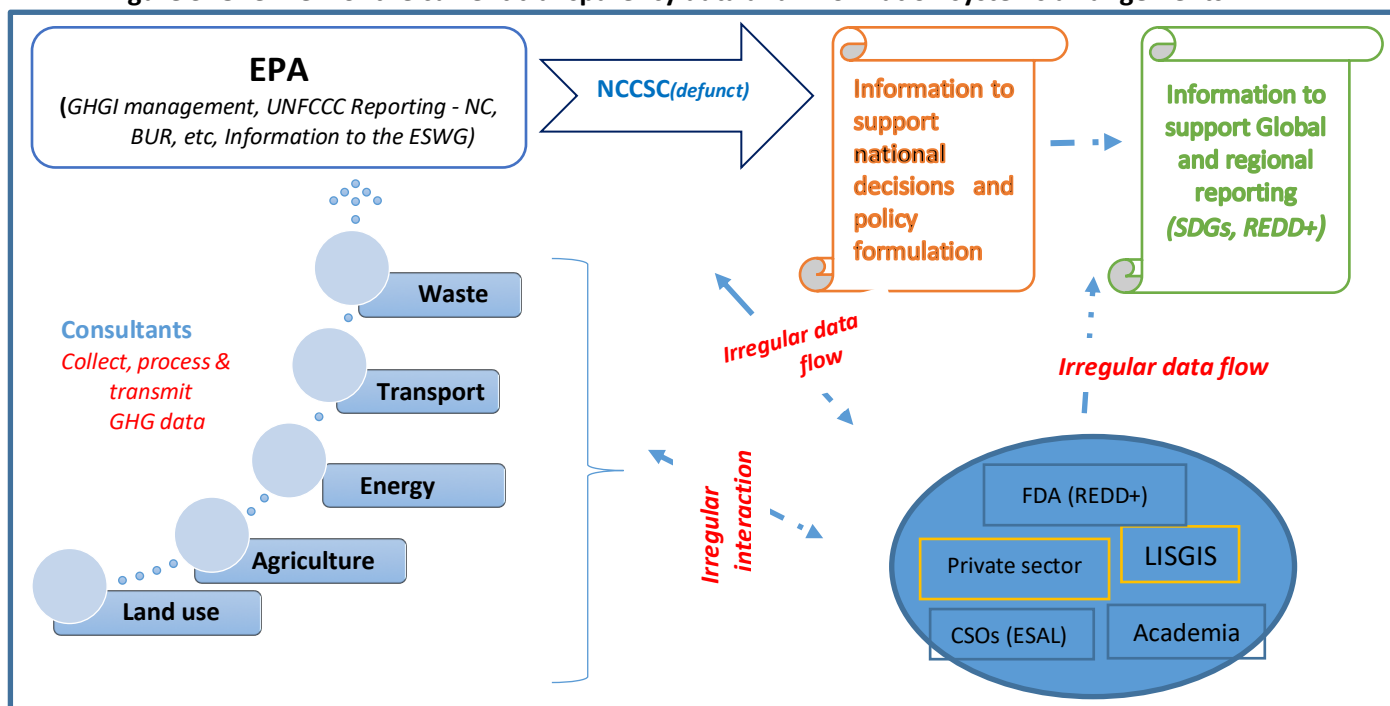 EPA
(GHGI management, UNFCCC Reporting - NC,
BUR, etc, Information to the ESWG)
NCCSC(defunct)
Information to
support
national
decisions and
policy
formulation
Information to
support Global
and regional
reporting
(SDGs, REDD+)
Waste
Transport
Energy
Agriculture
Land use
Consultants
Collect, process &
transmit
GHG data
Irregular data
flow
Irregular
interaction
Irregular data flow
FDA (REDD+)
Private sector
LISGIS
CSOs (ESAL)
Academia